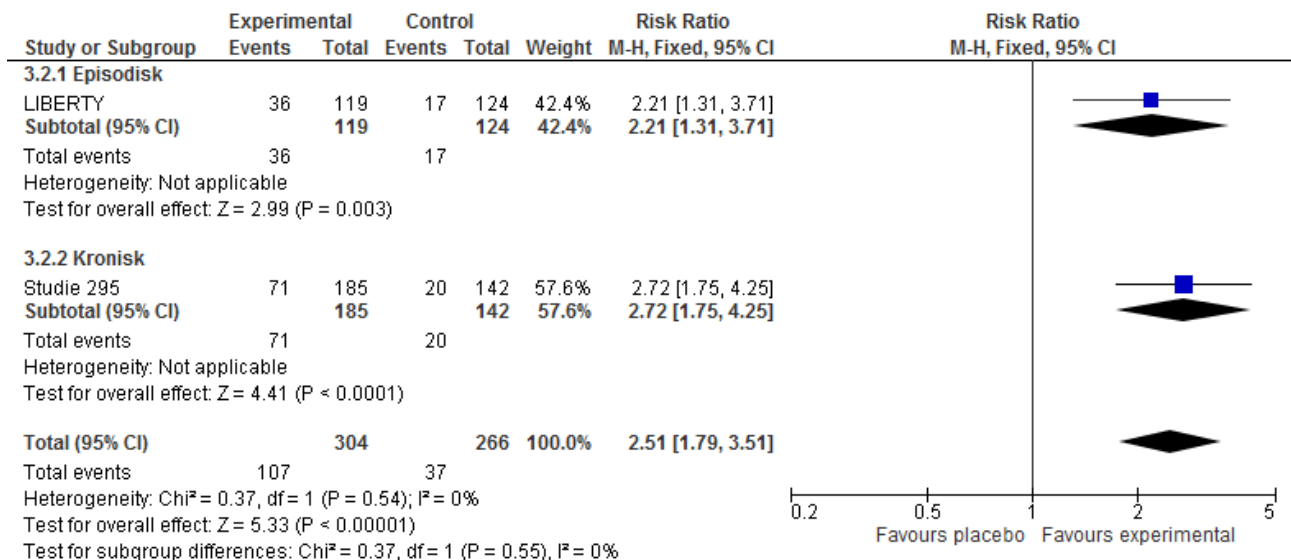 Experimental Control Risk Ratio Risk Ratio
Study or Subgroup Events Total Events Total Weight M-H, Fixed, 95% CI M-H, Fixed, 95% CI
3.2.1 Episodisk
LIBERTY 36 119 17 124 42.4% 2.21 [1.31, 3.71]
Subtotal (95% CI) 119 124 42.4% 2.21 [1.31, 3.71]
Total events 36 17
Heterogeneity: Not applicable
Test for overall effect: Z = 2.99 (P = 0.003)
3.2.2 Kronisk
Studie 295 71 185 20 142 57.6% 2.72 [1.75, 4.25]
Subtotal (95% CI) 185 142 57.6% 2.72 [1.75, 4.25]
Total events 71 20
Heterogeneity: Not applicable
Test for overall effect: Z = 4.41 (P < 0.0001)
Total (95% CI) 304 266 100.0% 2.51 [1.79, 3.51]
Total events 107 37
Heterogeneity: Chi² = 0.37, df = 1 (P = 0.54); I² = 0%
Test for overall effect: Z = 5.33 (P < 0.00001)
Test for subgroup differences: Chi² = 0.37, df = 1 (P = 0.55), I² = 0%
0.2 0.5 1 2 5
Favours placebo Favours experimental